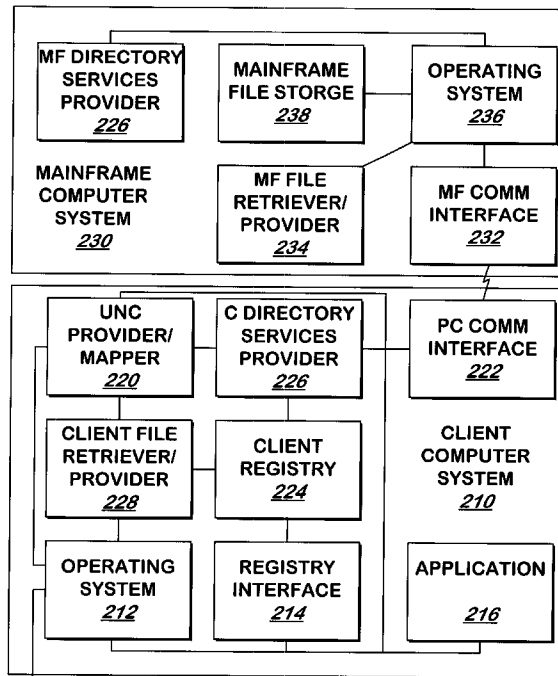 MF DIRECTORY
SERVICES
PROVIDER
226
MAINFRAME
FILE STORGE
238
OPERATING
SYSTEM
236
MAINFRAME
COMPUTER
SYSTEM
230
MF FILE
RETRIEVER/
PROVIDER
234
MF COMM
INTERFACE
232
UNC
PROVIDER/
MAPPER
220
C DIRECTORY
SERVICES
PROVIDER
226
PC COMM
INTERFACE
222
CLIENT FILE
RETRIEVER/
PROVIDER
228
CLIENT
REGISTRY
224
CLIENT
COMPUTER
SYSTEM
210
OPERATING
SYSTEM
212
REGISTRY
INTERFACE
214
APPLICATION
216